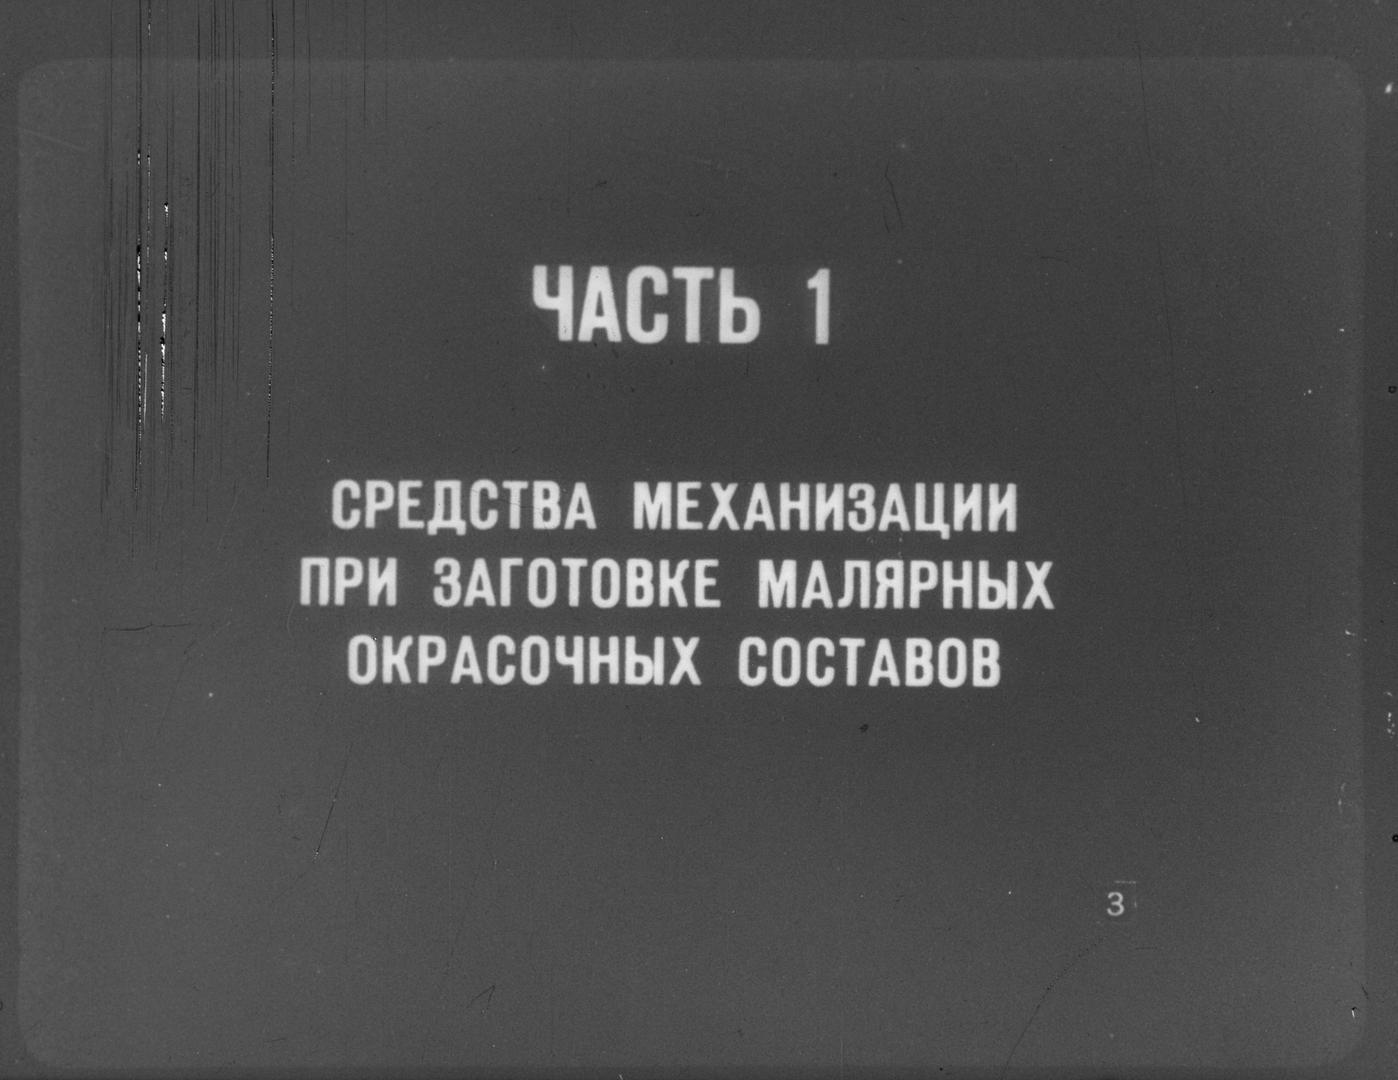 ЧАСТЬ 1
СРЕДСТВА МЕХАНИЗАЦИИ
ПРИ ЗАГОТОВКЕ МАЛЯРНЫХ
ОКРАСОЧНЫХ СОСТАВОВ
3